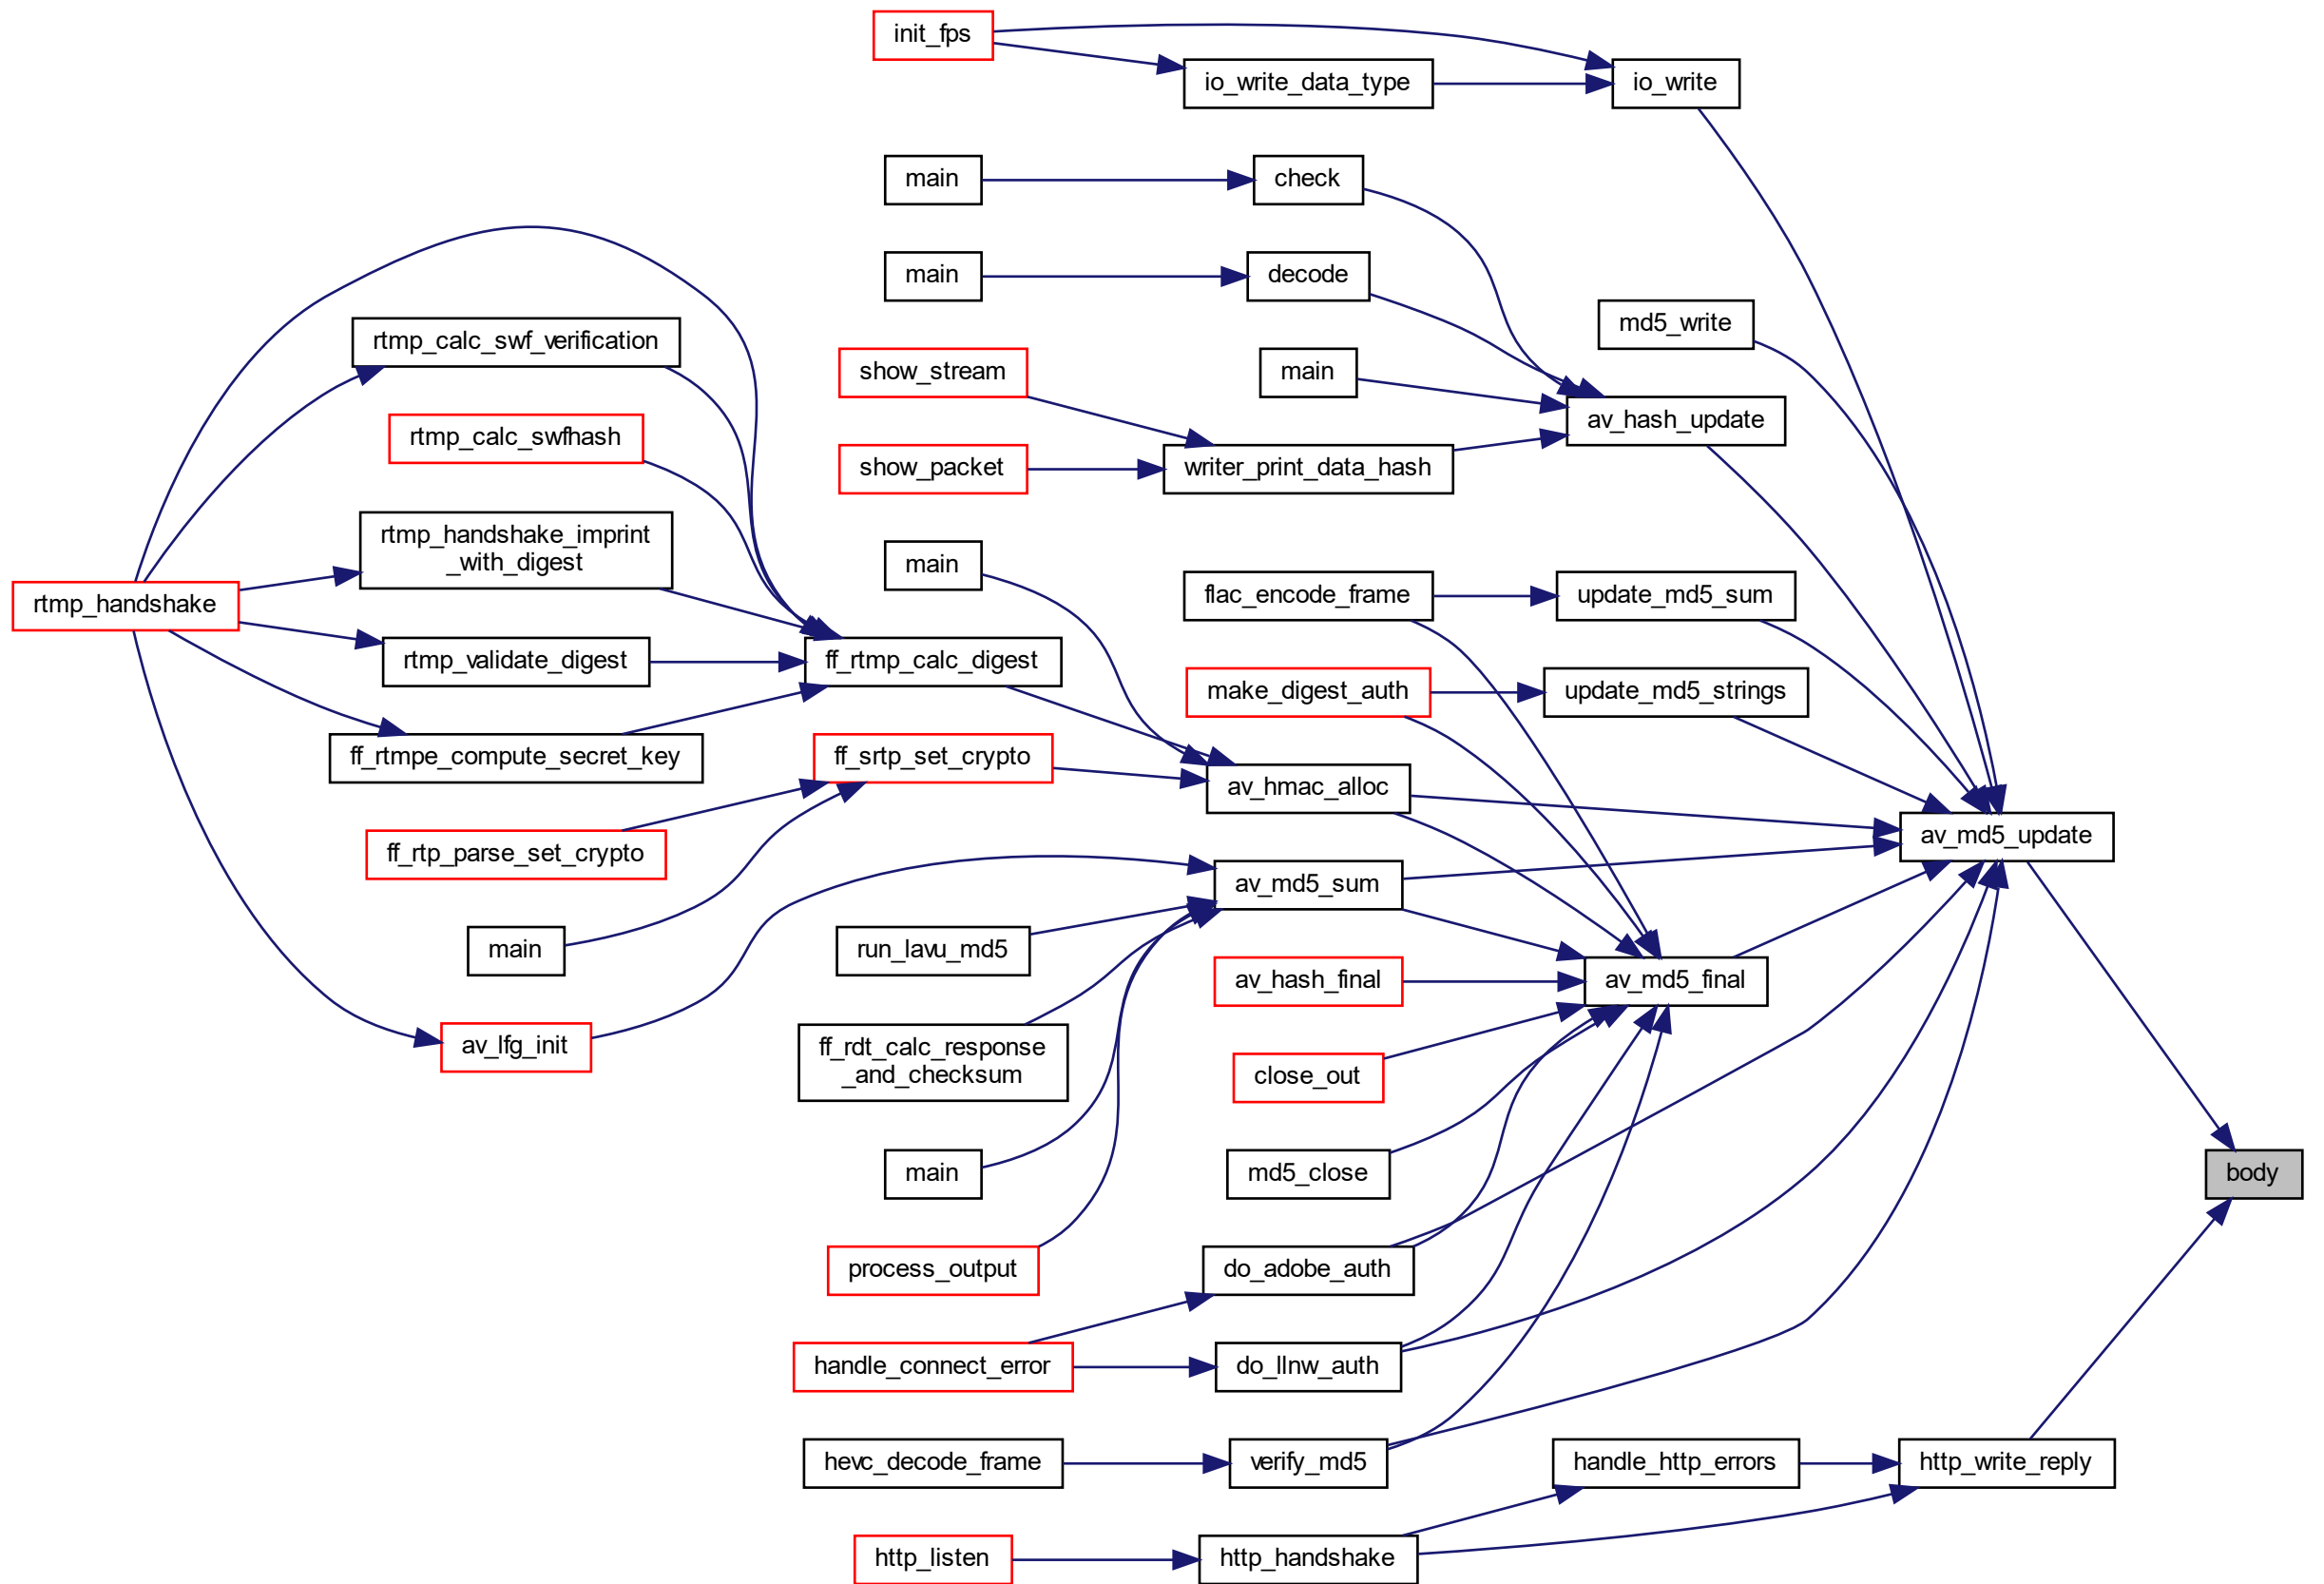 init_fps
io_write_data_type
io_write
main
check
main
decode
md5_write
rtmp_calc_swf_verification
show_stream
main
av_hash_update
rtmp_calc_swfhash
show_packet
writer_print_data_hash
rtmp_handshake_imprint
_with_digest
main
flac_encode_frame
update_md5_sum
rtmp_handshake
rtmp_validate_digest
ff_rtmp_calc_digest
make_digest_auth
update_md5_strings
ff_rtmpe_compute_secret_key
ff_srtp_set_crypto
av_hmac_alloc
ff_rtp_parse_set_crypto
av_md5_update
av_md5_sum
main
run_lavu_md5
av_hash_final
av_md5_final
av_lfg_init
ff_rdt_calc_response
_and_checksum
close_out
main
md5_close
body
process_output
do_adobe_auth
handle_connect_error
do_llnw_auth
hevc_decode_frame
verify_md5
handle_http_errors
http_write_reply
http_listen
http_handshake